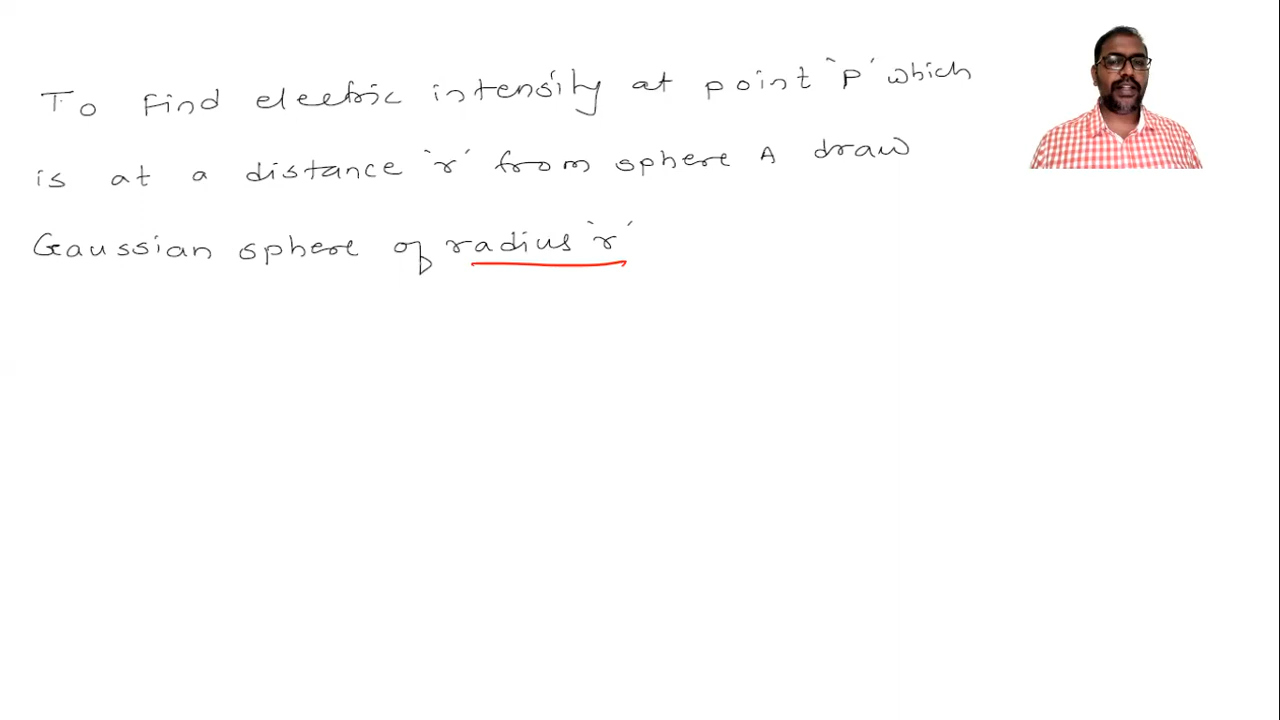 To find electric intensity at point `P' which
is at a distance `r' from sphere A draw
Gaussian sphere of radius `r'